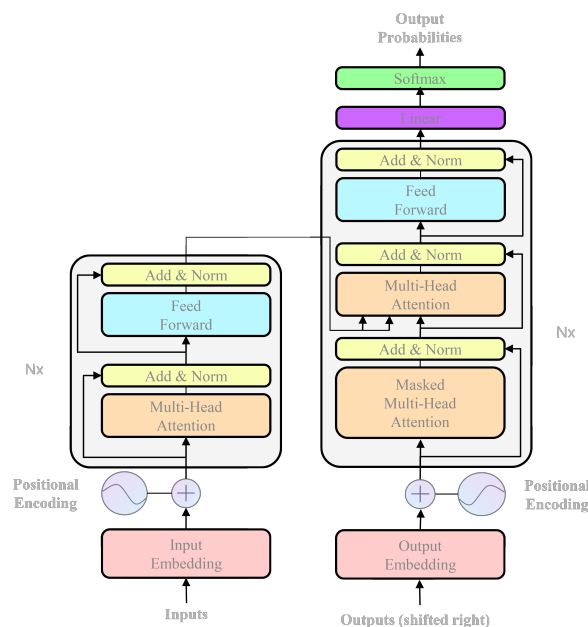 Output
Probabilities
Softmax
Linear
Add & Norm
Feed
Forward
Add & Norm
Multi-Head
Attention
Add & Norm
Masked
Multi-Head
Attention
Nx
Add & Norm
Feed
Forward
Add & Norm
Multi-Head
Attention
Nx
Positional
Encoding
Positional
Encoding
Input
Embedding
Output
Embedding
Inputs
Outputs (shifted right)